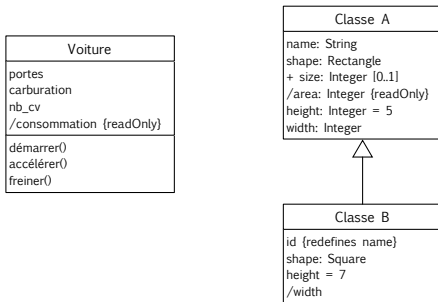 Voiture
portes
carburation
nb_cv
/consommation {readOnly}
démarrer()
accélérer()
freiner()
Classe A
name: String
shape: Rectangle
+ size: Integer [0..1]
/area: Integer {readOnly}
height: Integer = 5
width: Integer
Classe B
id {redefines name}
shape: Square
height = 7
/width